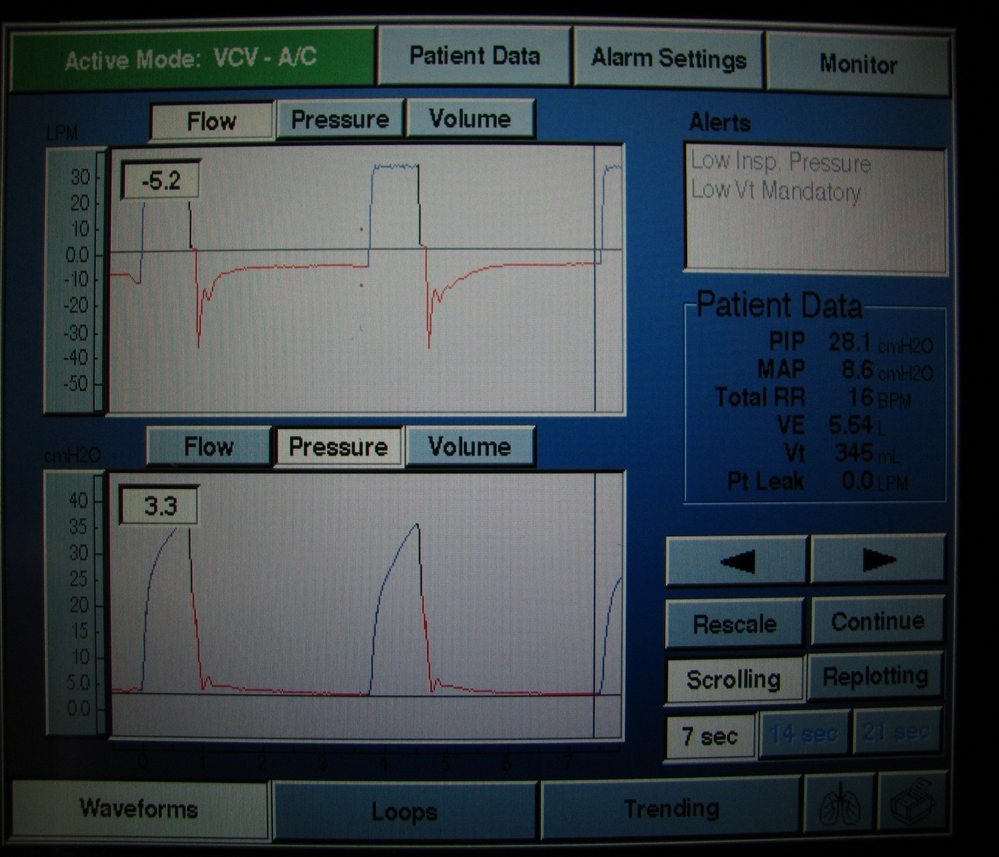 Active Mode: VCV - A/C
Patient Data
Alarm Settings
Monitor
Flow
Pressure
Volume
LPM
30
20
10
0.0
-10
-20
-30
-40
-50
-5.2
Alerts
Low Insp. Pressure
Low Vt Mandatory
Patient Data
PIP 28.1 cmH2O
MAP 8.6 cmH2O
Total RR 16 BPM
VE 5.54 L
Vt 345 mL
Pt Leak 0.0 LPM
Flow
Pressure
Volume
cmH2O
40
35
30
25
20
15
10
5.0
0.0
3.3
0 1 2 3 4 5 6 7
Rescale
Continue
Scrolling
Replotting
7 sec
14 sec
21 sec
Waveforms
Loops
Trending